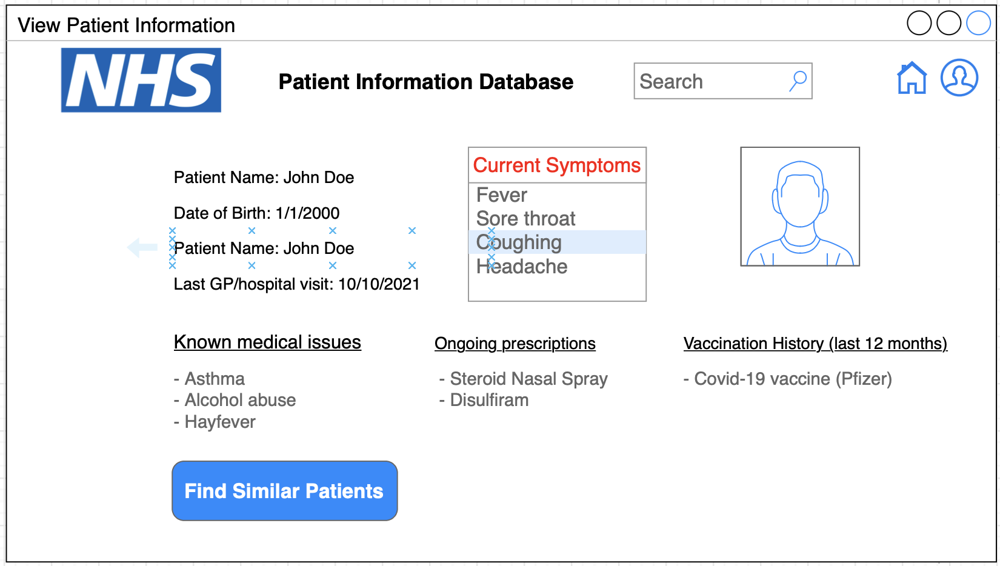 View Patient Information
NHS
Patient Information Database
Search
Patient Name: John Doe
Date of Birth: 1/1/2000
Patient Name: John Doe
Last GP/hospital visit: 10/10/2021
Current Symptoms
Fever
Sore throat
Coughing
Headache
Known medical issues
- Asthma
- Alcohol abuse
- Hayfever
Ongoing prescriptions
- Steroid Nasal Spray
- Disulfiram
Vaccination History (last 12 months)
- Covid-19 vaccine (Pfizer)
Find Similar Patients